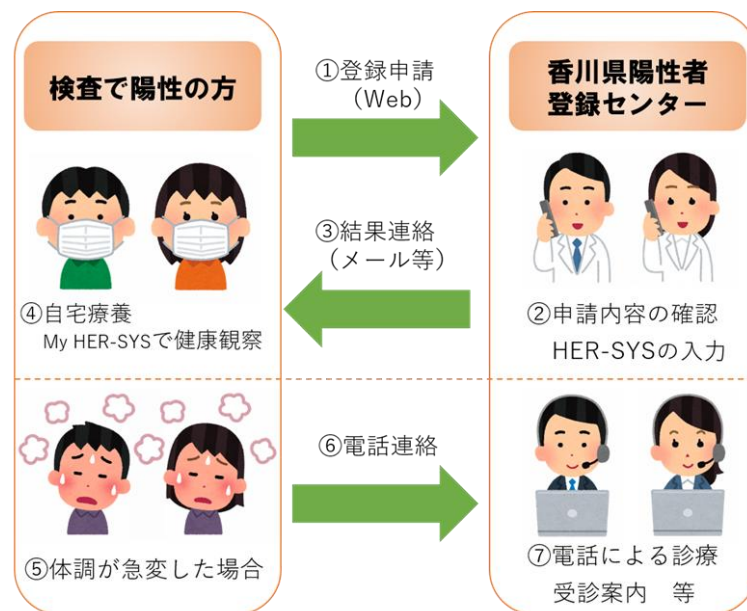 検査で陽性の方
①登録申請
（Web）
香川県陽性者
登録センター
③結果連絡
（メール等）
②申請内容の確認
HER-SYSの入力
④自宅療養
My HER-SYSで健康観察
⑤体調が急変した場合
⑥電話連絡
⑦電話による診療
受診案内　等